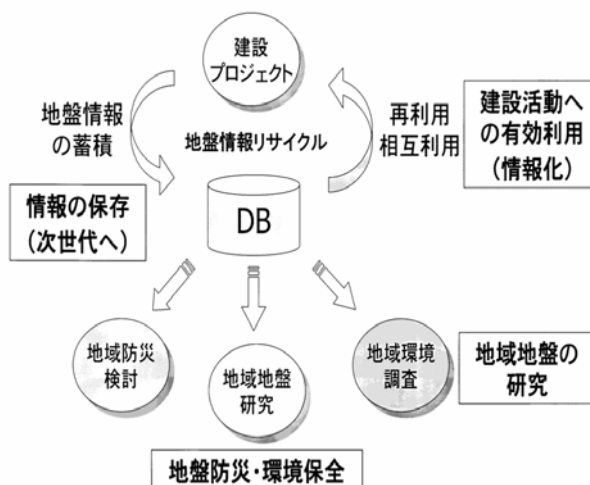 建設
プロジェクト
地盤情報
の蓄積
地盤情報リサイクル
再利用
相互利用
建設活動へ
の有効利用
（情報化）
情報の保存
（次世代へ）
DB
地域防災
検討
地域地盤
研究
地域環境
調査
地域地盤の
研究
地盤防災・環境保全